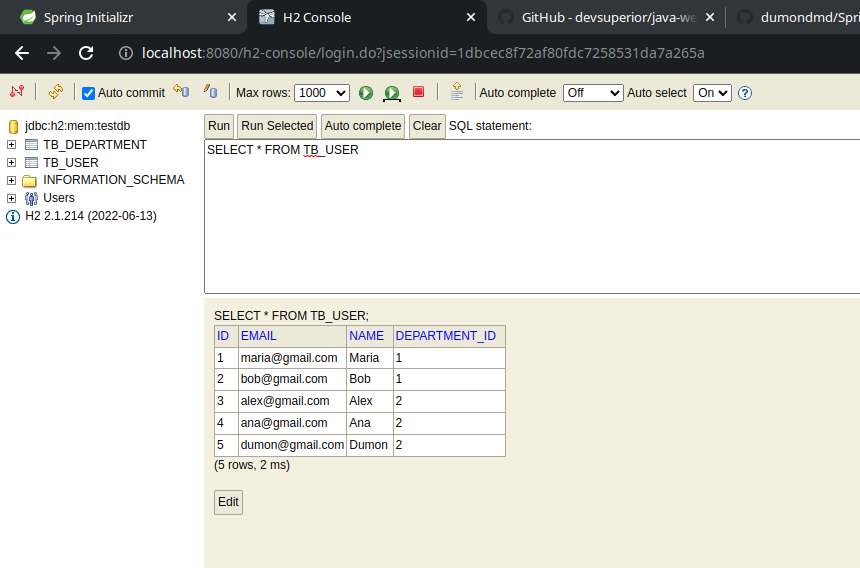 Spring Initializr
H2 Console
GitHub - devsuperior/java-we
dumondmd/Spri
localhost:8080/h2-console/login.do?jsessionid=1dbcec8f72af80fdc7258531da7a265a
Auto commit Max rows: 1000 Auto complete Off Auto select On
jdbc:h2:mem:testdb
TB_DEPARTMENT
TB_USER
INFORMATION_SCHEMA
Users
H2 2.1.214 (2022-06-13)
Run Run Selected Auto complete Clear SQL statement:
SELECT * FROM TB_USER
SELECT * FROM TB_USER;
ID EMAIL NAME DEPARTMENT_ID
1 maria@gmail.com Maria 1
2 bob@gmail.com Bob 1
3 alex@gmail.com Alex 2
4 ana@gmail.com Ana 2
5 dumon@gmail.com Dumon 2
(5 rows, 2 ms)
Edit